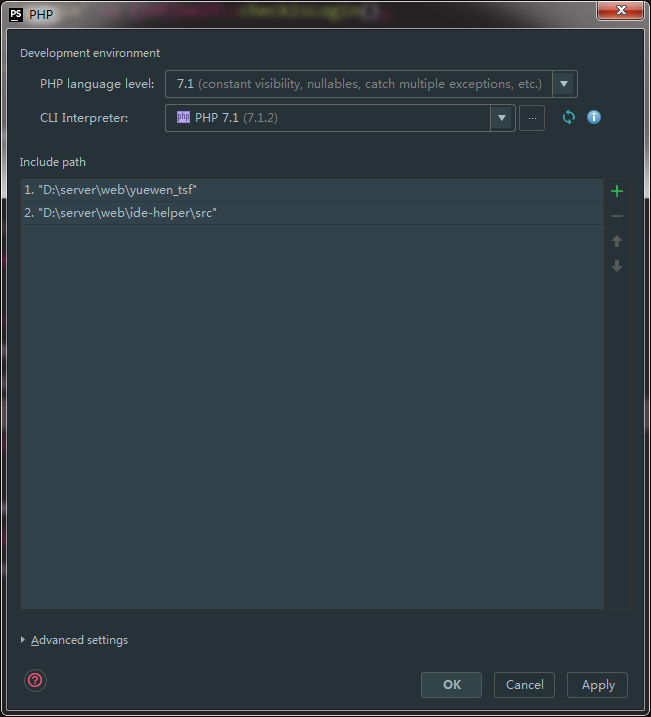 PS PHP
Development environment
PHP language level: 7.1 (constant visibility, nullables, catch multiple exceptions, etc.)
CLI Interpreter: php PHP 7.1 (7.1.2) ...
Include path
1. "D:\server\web\yuewen_tsf"
2. "D:\server\web\ide-helper\src"
Advanced settings
?
OK Cancel Apply